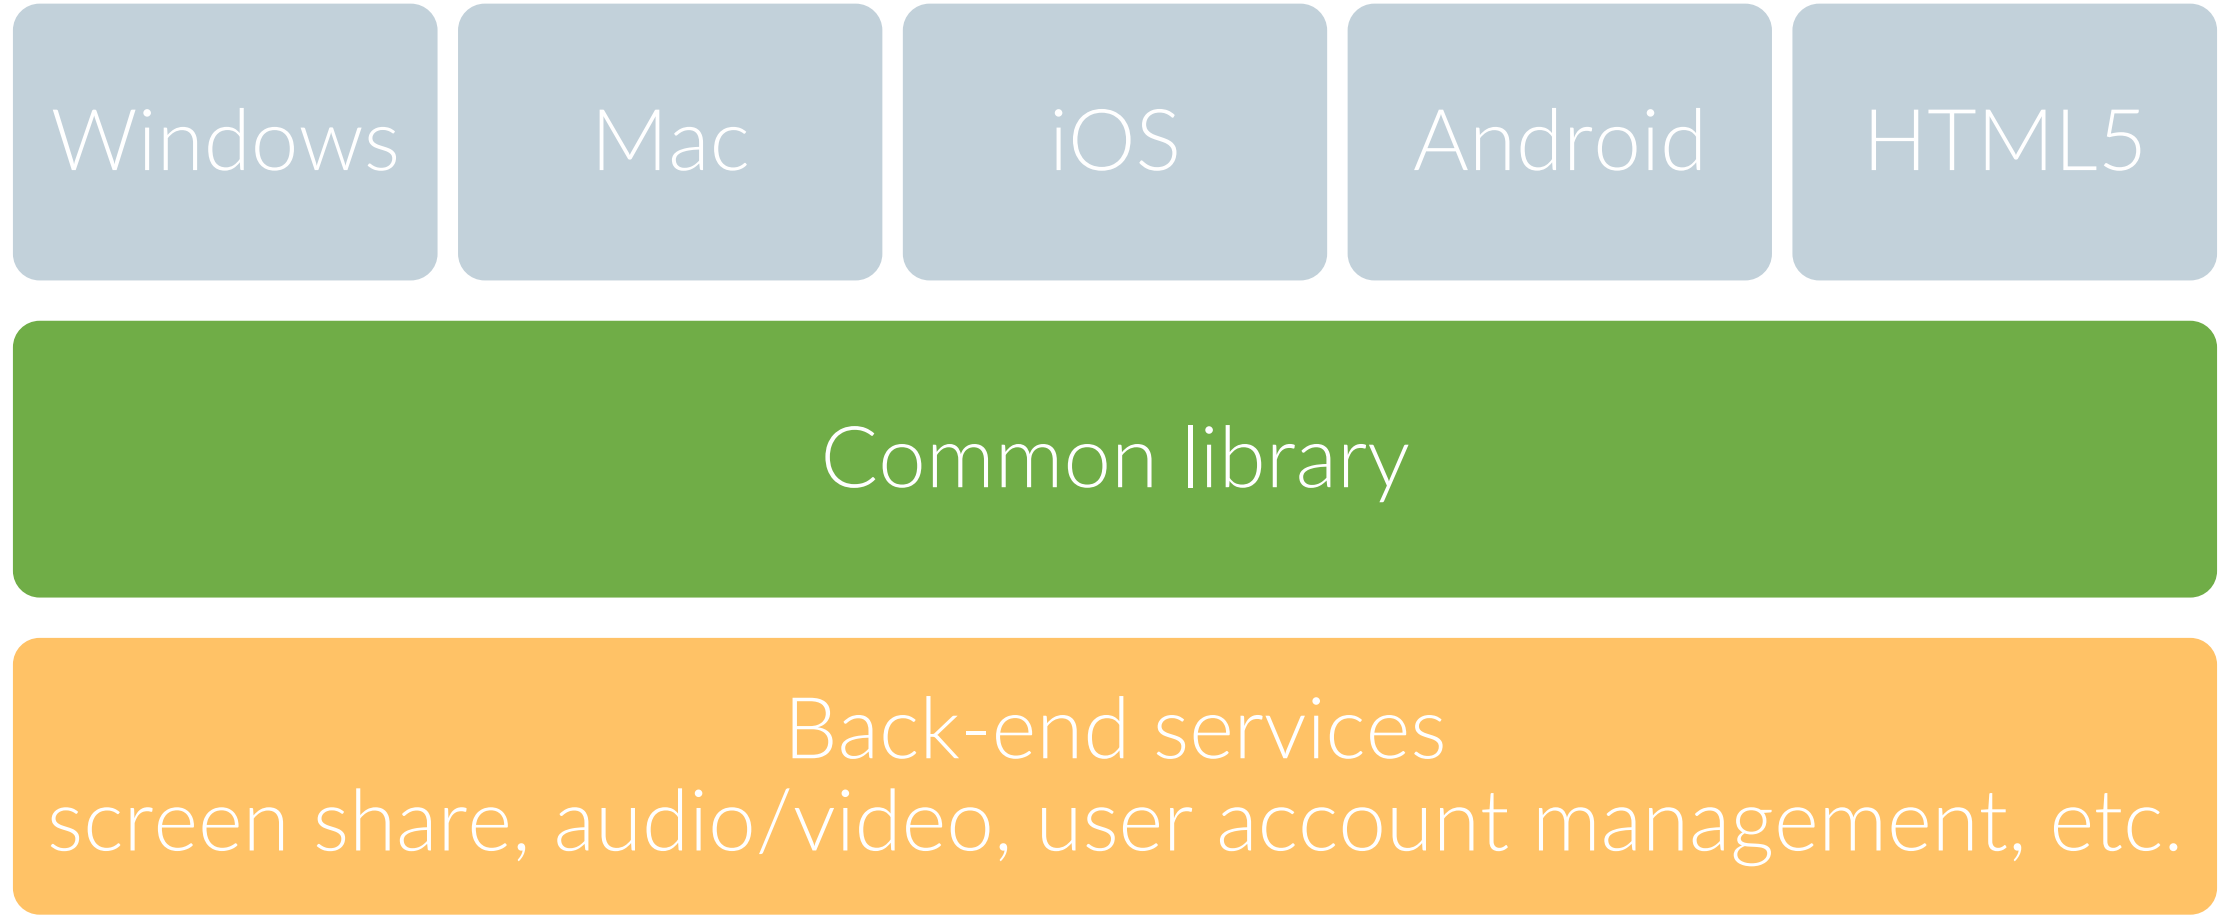 Windows
Mac
iOS
Android
HTML5
Common library
Back-end services
screen share, audio/video, user account management, etc.